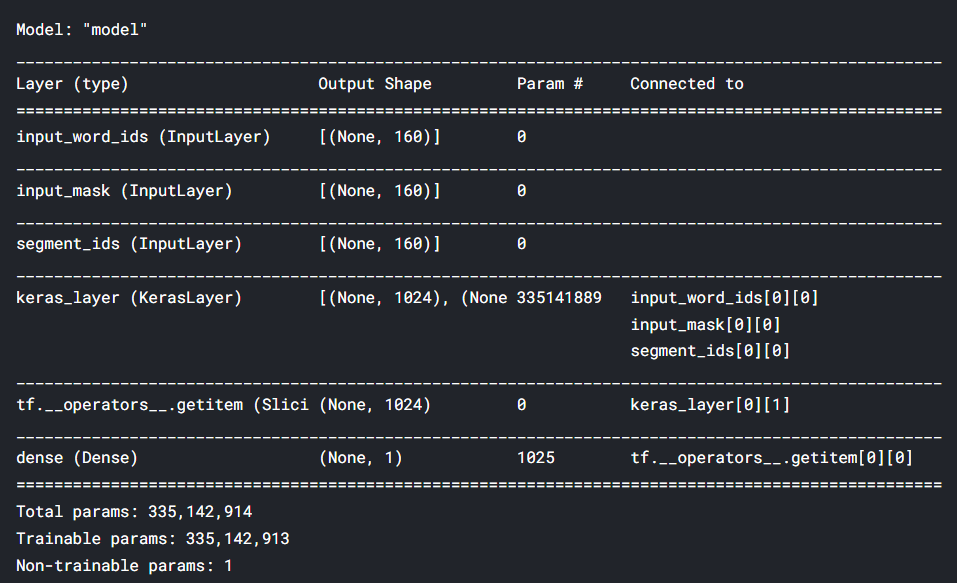 Model: "model"
__________________________________________________________________________________________________
Layer (type) Output Shape Param # Connected to
==================================================================================================
input_word_ids (InputLayer) [(None, 160)] 0
__________________________________________________________________________________________________
input_mask (InputLayer) [(None, 160)] 0
__________________________________________________________________________________________________
segment_ids (InputLayer) [(None, 160)] 0
__________________________________________________________________________________________________
keras_layer (KerasLayer) [(None, 1024), (None 335141889 input_word_ids[0][0]
input_mask[0][0]
segment_ids[0][0]
__________________________________________________________________________________________________
tf.__operators__.getitem (Slici (None, 1024) 0 keras_layer[0][1]
__________________________________________________________________________________________________
dense (Dense) (None, 1) 1025 tf.__operators__.getitem[0][0]
==================================================================================================
Total params: 335,142,914
Trainable params: 335,142,913
Non-trainable params: 1